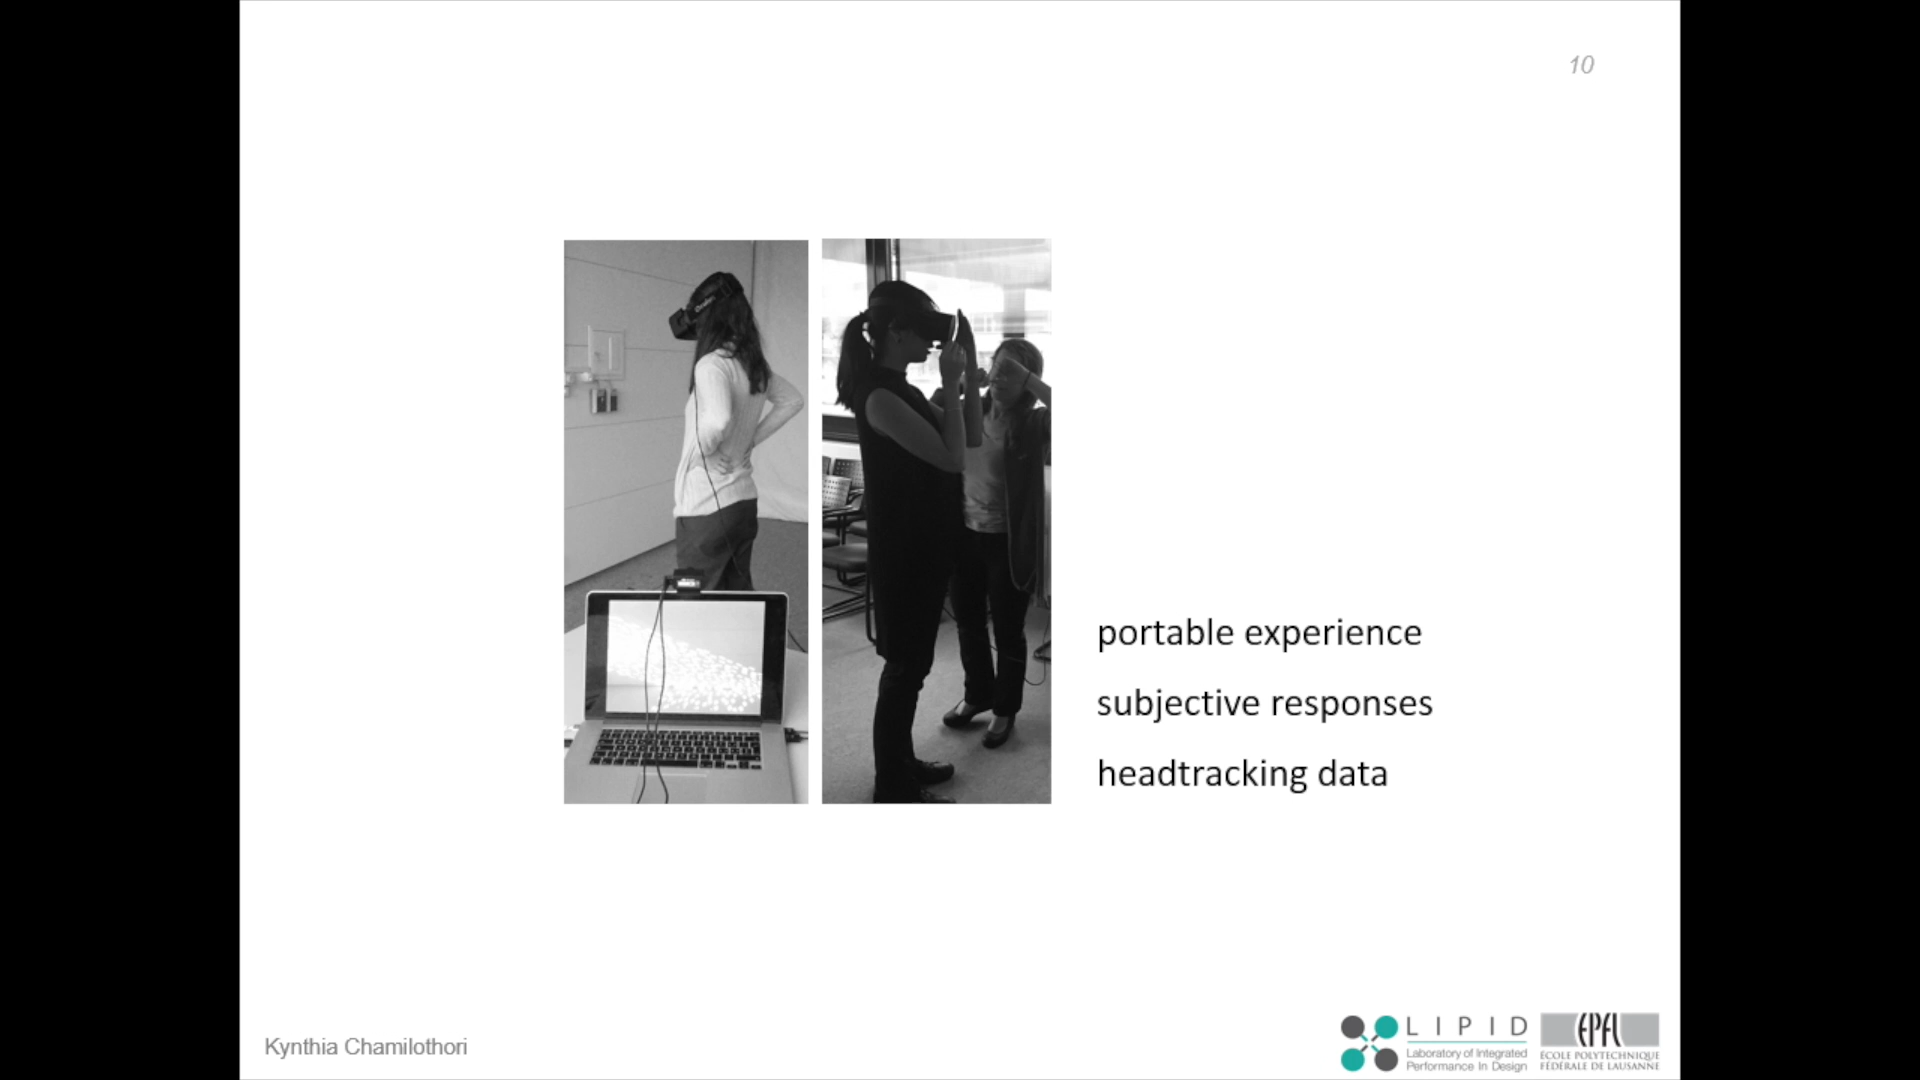 10
portable experience
subjective responses
headtracking data
Kynthia Chamilothori
LIPID
Laboratory of Integrated
Performance In Design
EPFL
ÉCOLE POLYTECHNIQUE
FÉDÉRALE DE LAUSANNE